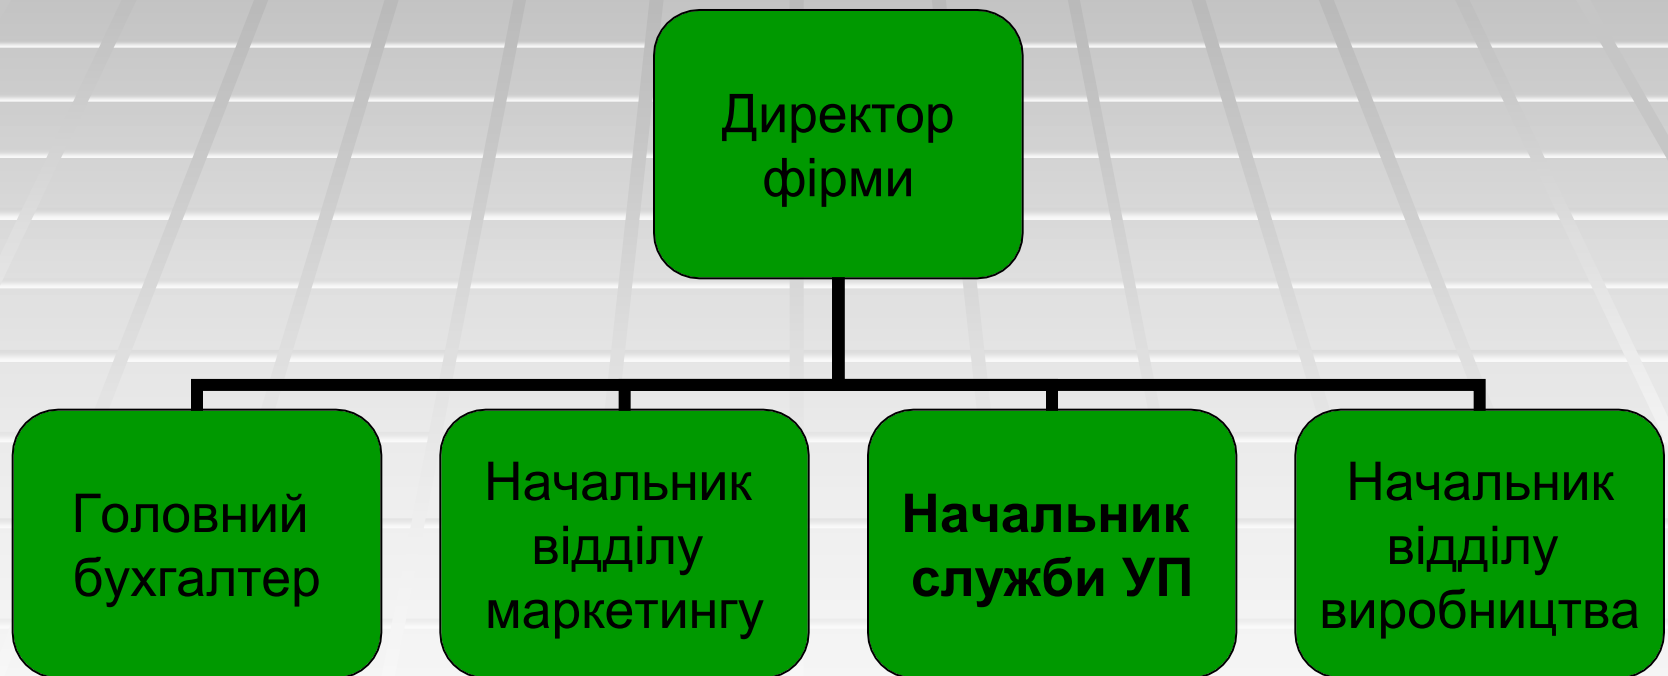 Директор
фірми
Головний
бухгалтер
Начальник
відділу
маркетингу
Начальник
служби УП
Начальник
відділу
виробництва